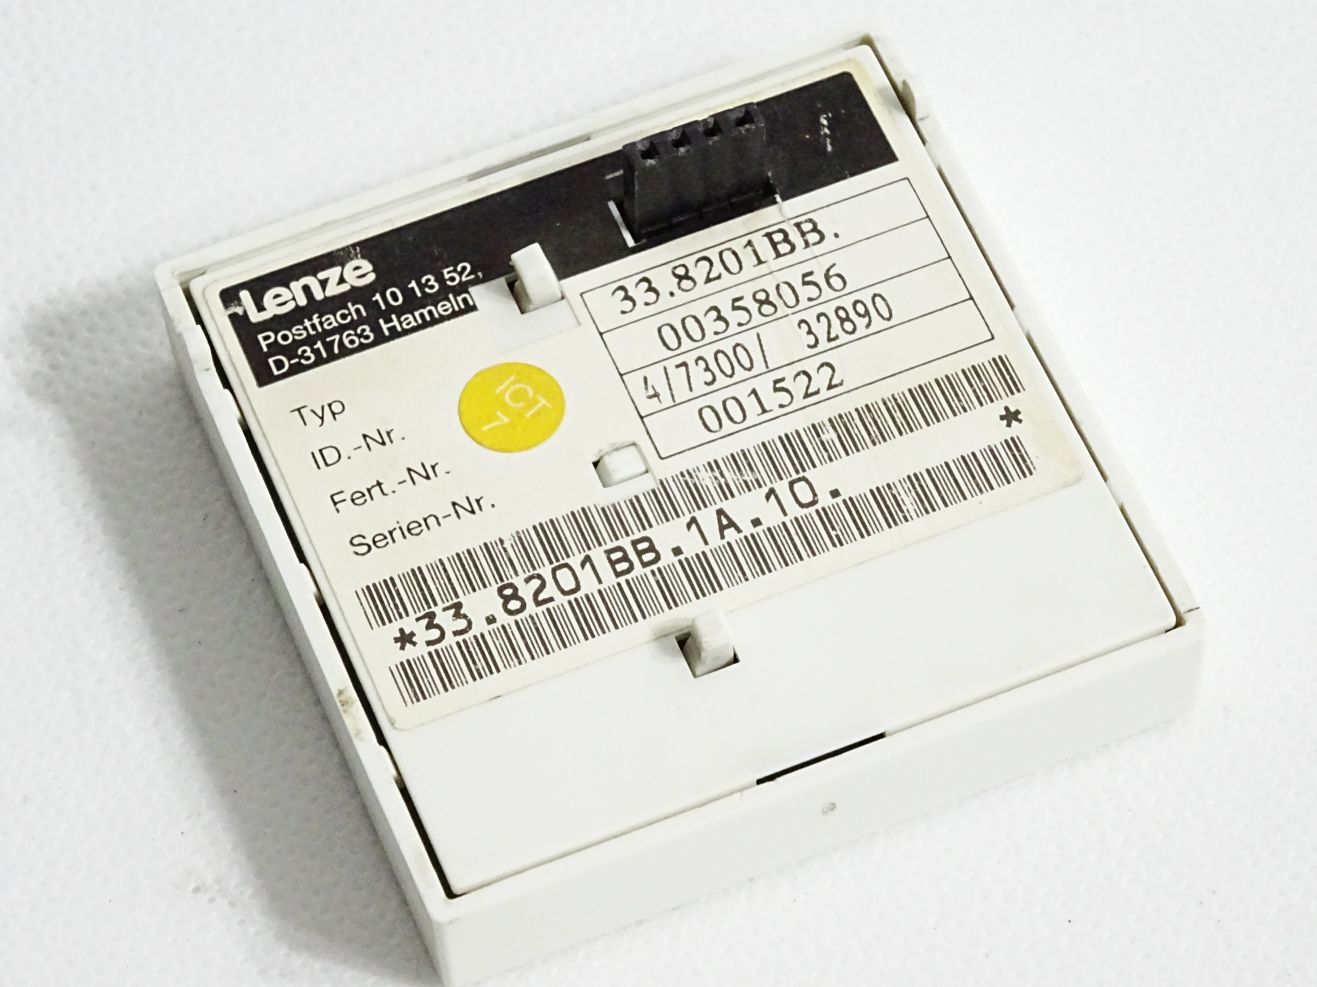 Lenze
Postfach 10 13 52,
D-31763 Hameln
Typ
33.8201BB.
ID.-Nr.
00358056
Fert.-Nr.
4/7300/ 32890
Serien-Nr.
001522
ICT
7
*33.8201BB.1A.10. *